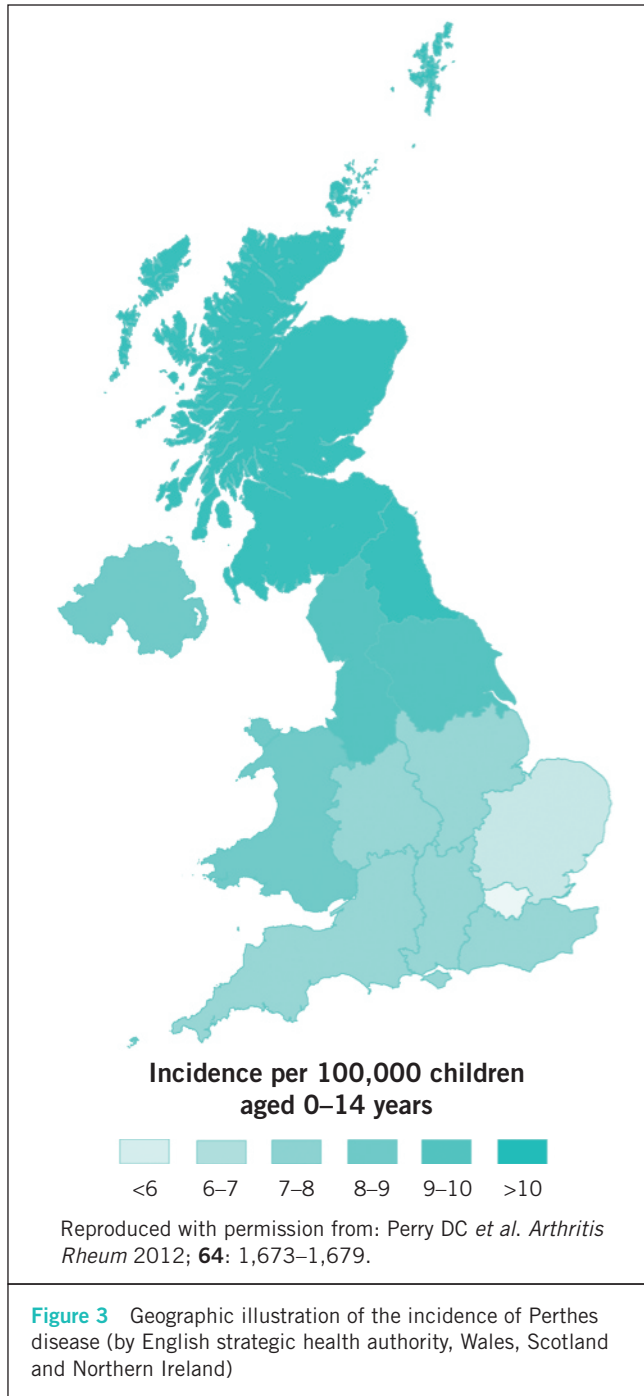 Incidence per 100,000 children
aged 0–14 years
<6 6–7 7–8 8–9 9–10 >10
Reproduced with permission from: Perry DC et al. Arthritis
Rheum 2012; 64: 1,673–1,679.
Figure 3 Geographic illustration of the incidence of Perthes
disease (by English strategic health authority, Wales, Scotland
and Northern Ireland)